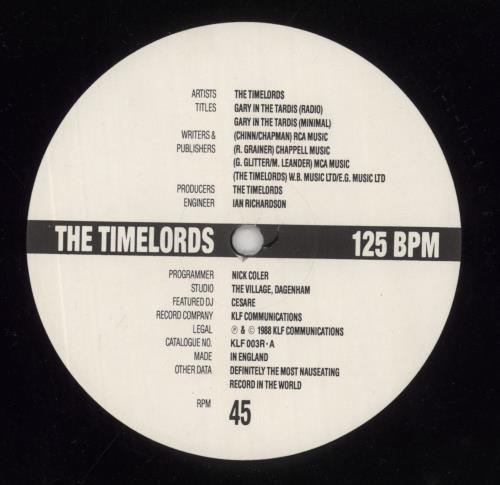 ARTISTS THE TIMELORDS
TITLES GARY IN THE TARDIS (RADIO)
GARY IN THE TARDIS (MINIMAL)
WRITERS & (CHINN/CHAPMAN) RCA MUSIC
PUBLISHERS (R. GRAINER) CHAPPELL MUSIC
(G. GLITTER/M. LEANDER) MCA MUSIC
(THE TIMELORDS) W.B. MUSIC LTD/E.G. MUSIC LTD
PRODUCERS THE TIMELORDS
ENGINEER IAN RICHARDSON
THE TIMELORDS 125 BPM
PROGRAMMER NICK COLER
STUDIO THE VILLAGE, DAGENHAM
FEATURED DJ CESARE
RECORD COMPANY KLF COMMUNICATIONS
LEGAL ℗ & © 1988 KLF COMMUNICATIONS
CATALOGUE NO. KLF 003R·A
MADE IN ENGLAND
OTHER DATA DEFINITELY THE MOST NAUSEATING
RECORD IN THE WORLD
RPM 45